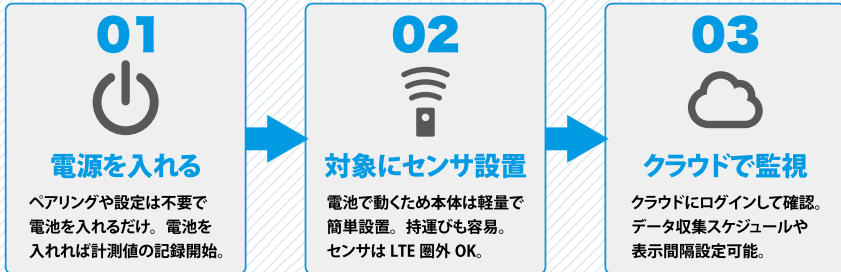 01
電源を入れる
ペアリングや設定は不要で
電池を入れるだけ。電池を
入れれば計測値の記録開始。
02
対象にセンサ設置
電池で動くため本体は軽量で
簡単設置。持運びも容易。
センサは LTE 圏外 OK。
03
クラウドで監視
クラウドにログインして確認。
データ収集スケジュールや
表示間隔設定可能。